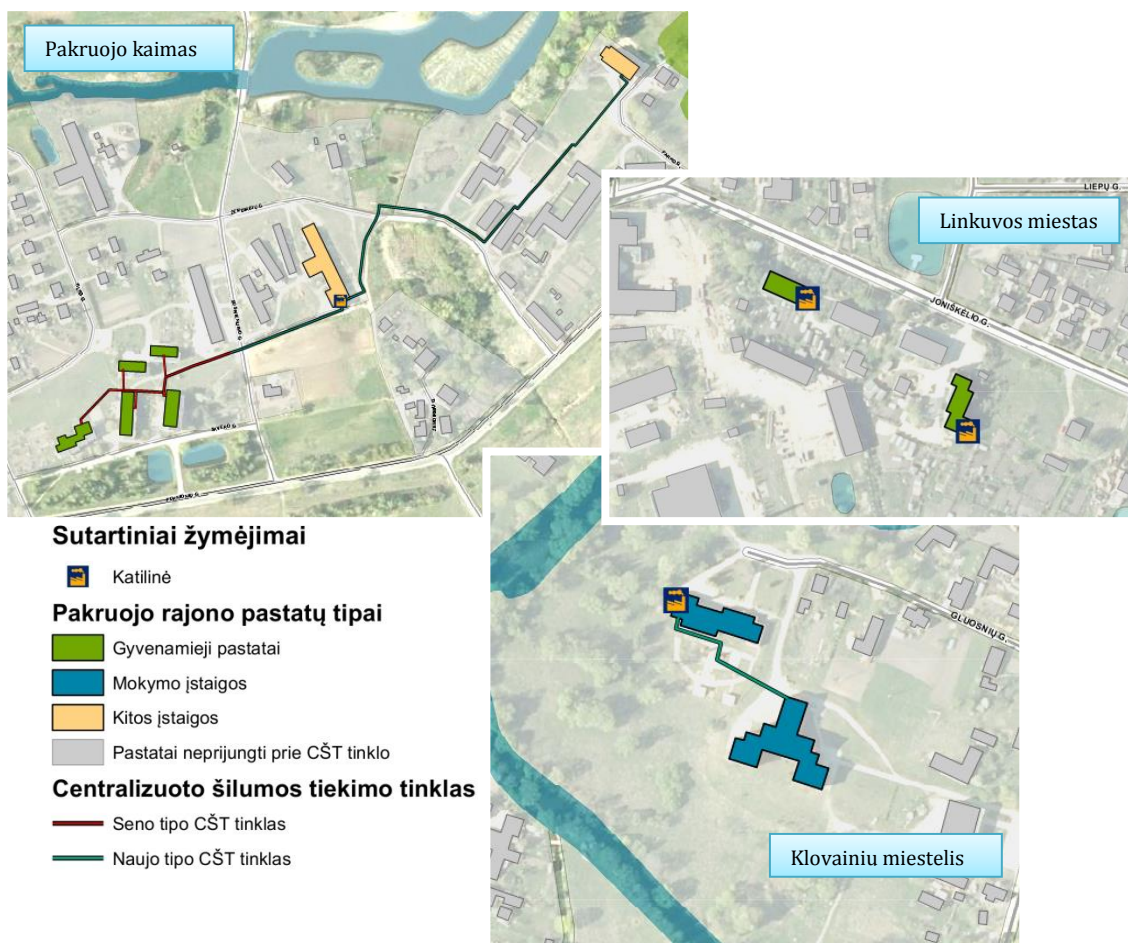 Pakruojo kaimas
Linkuvos miestas
LIEPŲ G.
JONIŠKĖLIO G.
Sutartiniai žymėjimai
Katilinė
Pakruojo rajono pastatų tipai
Gyvenamieji pastatai
Mokymo įstaigos
Kitos įstaigos
Pastatai neprijungti prie CŠT tinklo
Centralizuoto šilumos tiekimo tinklas
Seno tipo CŠT tinklas
Naujo tipo CŠT tinklas
GLUOSNIŲ G.
Klovainiu miestelis